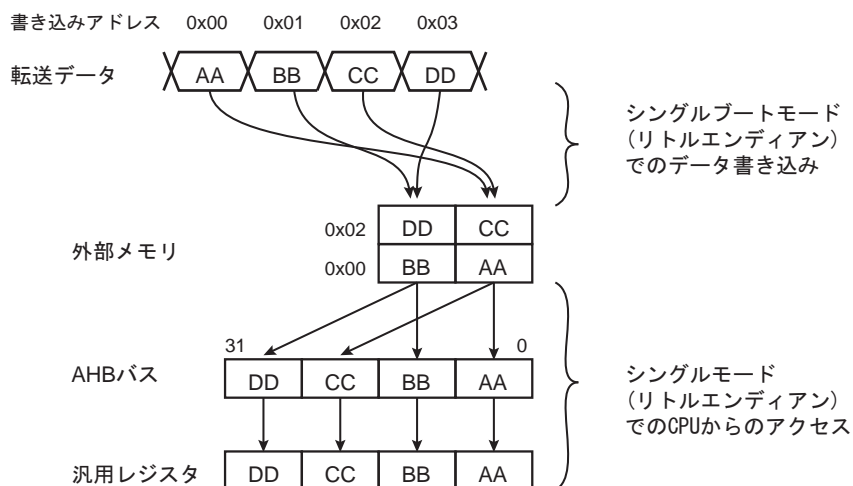 書き込みアドレス 0x00 0x01 0x02 0x03
転送データ AA BB CC DD
シングルブートモード
(リトルエンディアン)
でのデータ書き込み
0x02 DD CC
外部メモリ
0x00 BB AA
31 0
AHBバス DD CC BB AA
シングルモード
(リトルエンディアン)
でのCPUからのアクセス
汎用レジスタ DD CC BB AA